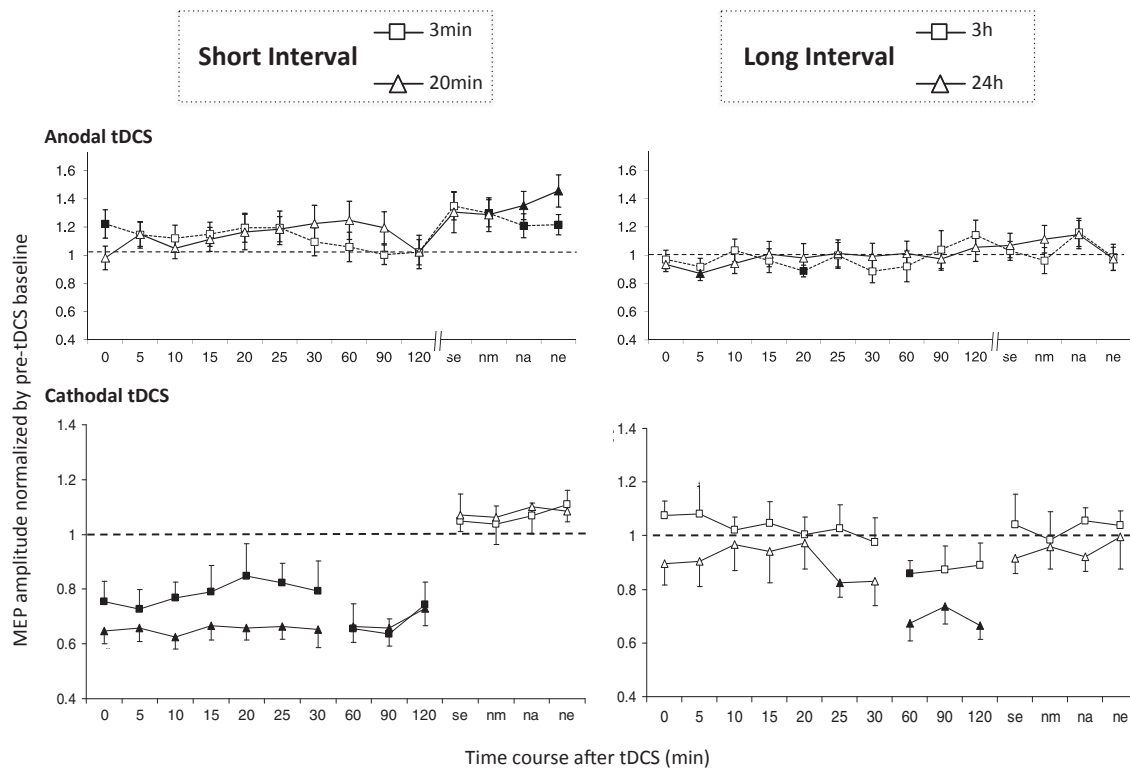 Short Interval
3min
20min
Long Interval
3h
24h
Anodal tDCS
1.6
1.4
1.2
1
0.8
0.6
0.4
0 5 10 15 20 25 30 60 90 120 se nm na ne
1.6
1.4
1.2
1
0.8
0.6
0.4
0 5 10 15 20 25 30 60 90 120 se nm na ne
MEP amplitude normalized by pre-tDCS baseline
Cathodal tDCS
1.4
1.2
1
0.8
0.6
0.4
0 5 10 15 20 25 30 60 90 120 se nm na ne
1.4
1.2
1
0.8
0.6
0.4
0 5 10 15 20 25 30 60 90 120 se nm na ne
Time course after tDCS (min)